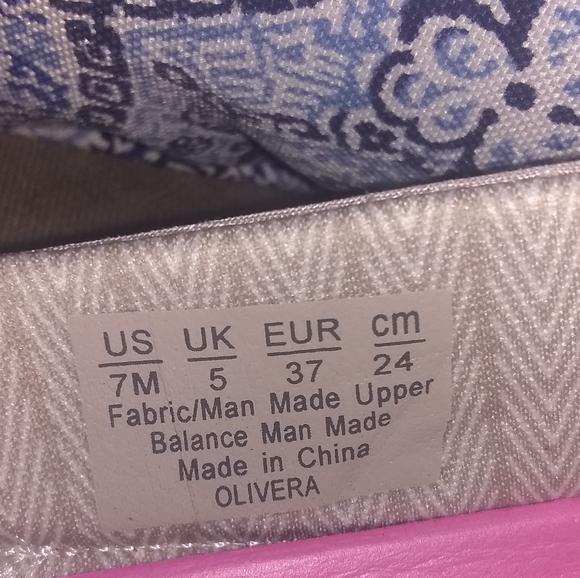 US UK EUR cm
7M 5 37 24
Fabric/Man Made Upper
Balance Man Made
Made in China
OLIVERA